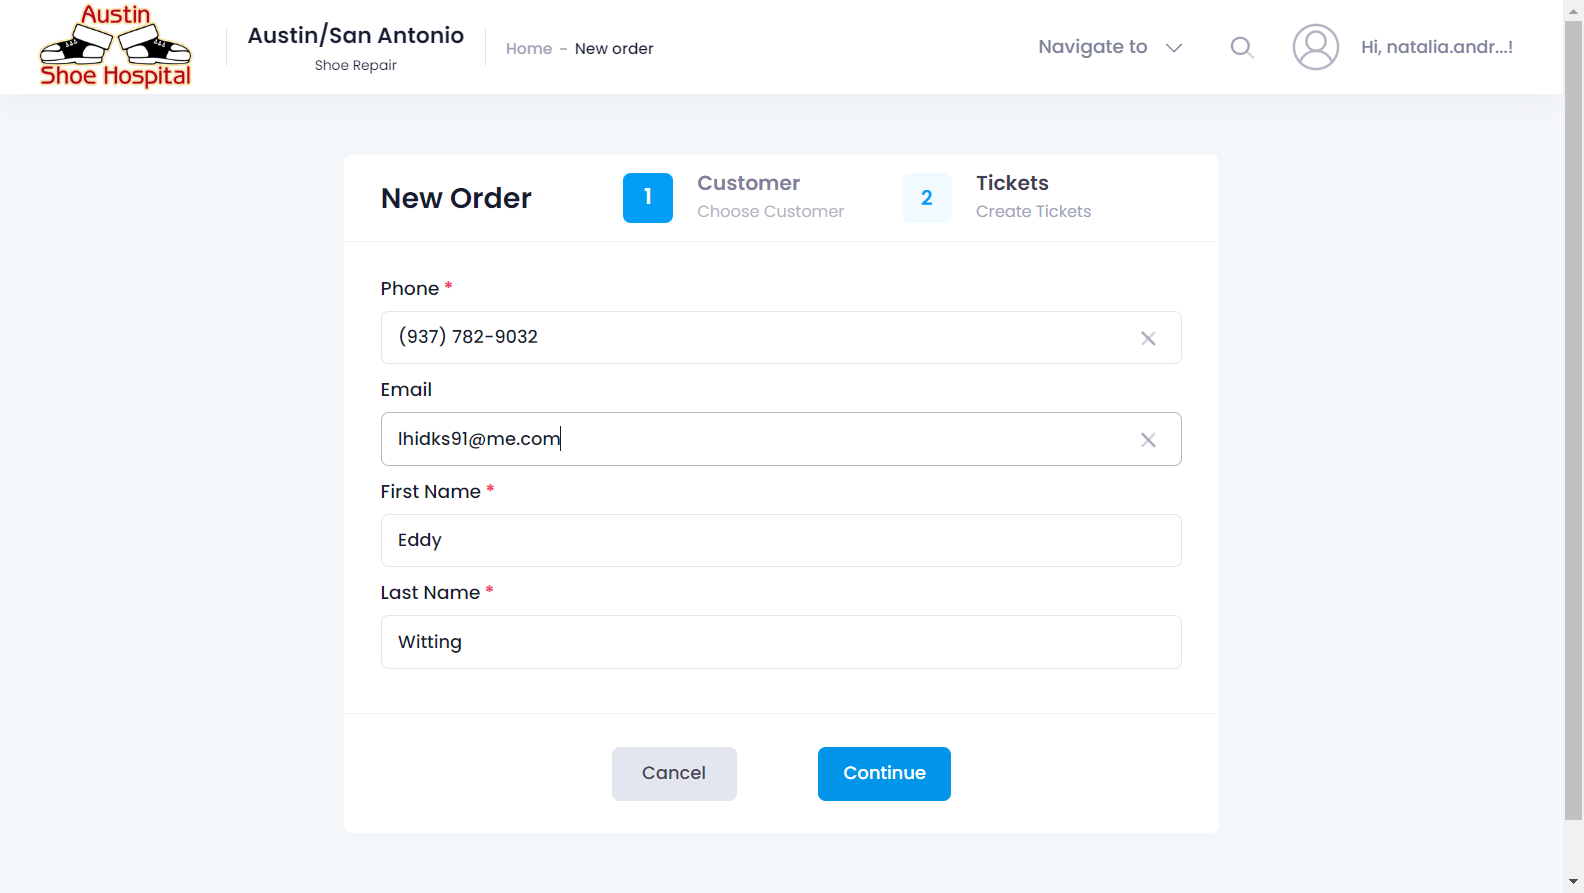 Austin
Shoe Hospital
Austin/San Antonio
Shoe Repair
Home - New order
Navigate to
Hi, natalia.andr...!
New Order
1
Customer
Choose Customer
2
Tickets
Create Tickets
Phone *
(937) 782-9032
Email
lhidks91@me.com
First Name *
Eddy
Last Name *
Witting
Cancel
Continue